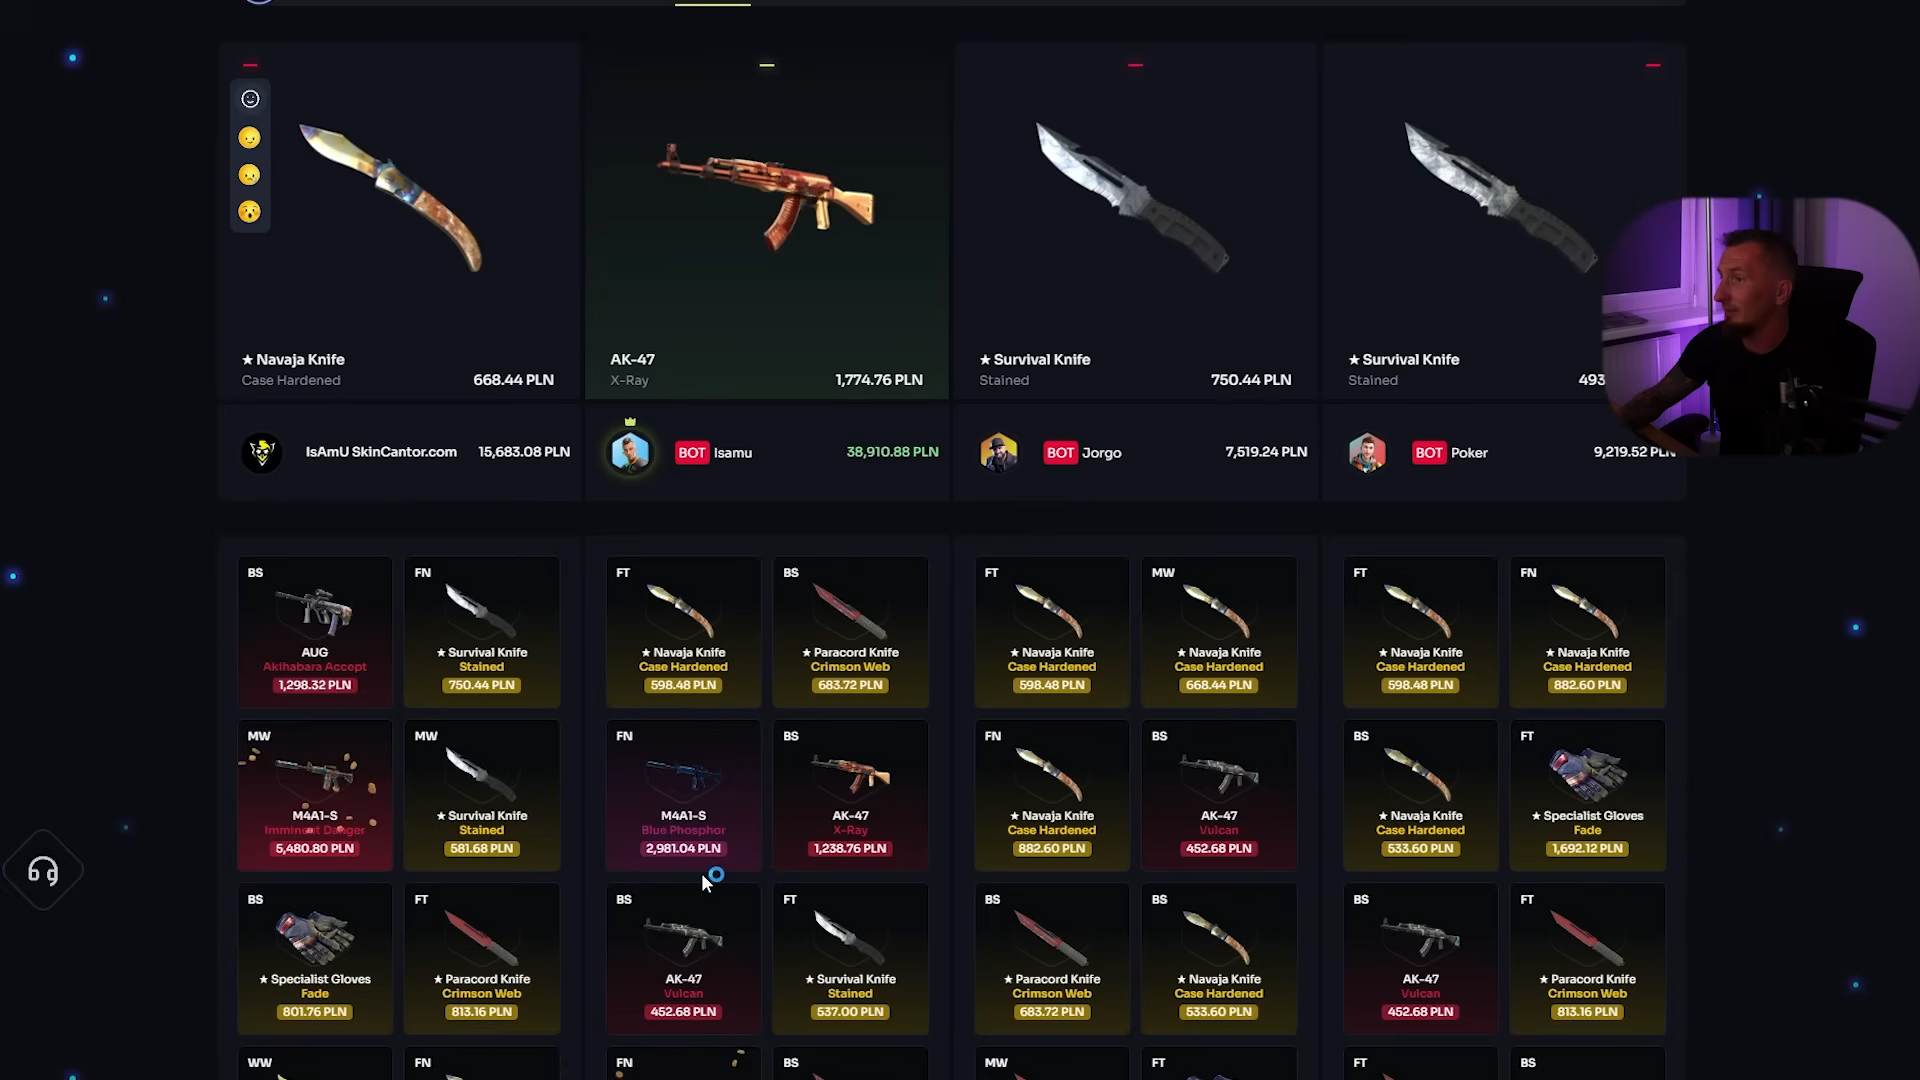 ★ Navaja Knife
Case Hardened
668.44 PLN
AK-47
X-Ray
1,774.76 PLN
★ Survival Knife
Stained
750.44 PLN
★ Survival Knife
Stained
493
IsAmU SkinCantor.com
15,683.08 PLN
BOT Isamu
38,910.88 PLN
BOT Jorgo
7,519.24 PLN
BOT Poker
9,219.52 PLN
BS
AUG
Akihabara Accept
1,298.32 PLN
FN
★ Survival Knife
Stained
750.44 PLN
FT
★ Navaja Knife
Case Hardened
598.48 PLN
BS
★ Paracord Knife
Crimson Web
683.72 PLN
FT
★ Navaja Knife
Case Hardened
598.48 PLN
MW
★ Navaja Knife
Case Hardened
668.44 PLN
FT
★ Navaja Knife
Case Hardened
598.48 PLN
FN
★ Navaja Knife
Case Hardened
882.60 PLN
MW
M4A1-S
Imminent Danger
5,480.80 PLN
MW
★ Survival Knife
Stained
581.68 PLN
FN
M4A1-S
Blue Phosphor
2,981.04 PLN
BS
AK-47
X-Ray
1,238.76 PLN
FN
★ Navaja Knife
Case Hardened
882.60 PLN
BS
AK-47
Vulcan
452.68 PLN
BS
★ Navaja Knife
Case Hardened
533.60 PLN
FT
★ Specialist Gloves
Fade
1,692.12 PLN
BS
★ Specialist Gloves
Fade
801.76 PLN
FT
★ Paracord Knife
Crimson Web
813.16 PLN
BS
AK-47
Vulcan
452.68 PLN
FT
★ Survival Knife
Stained
537.00 PLN
BS
★ Paracord Knife
Crimson Web
683.72 PLN
BS
★ Navaja Knife
Case Hardened
533.60 PLN
BS
AK-47
Vulcan
452.68 PLN
FT
★ Paracord Knife
Crimson Web
813.16 PLN
WW
FN
FN
BS
MW
FT
FT
BS